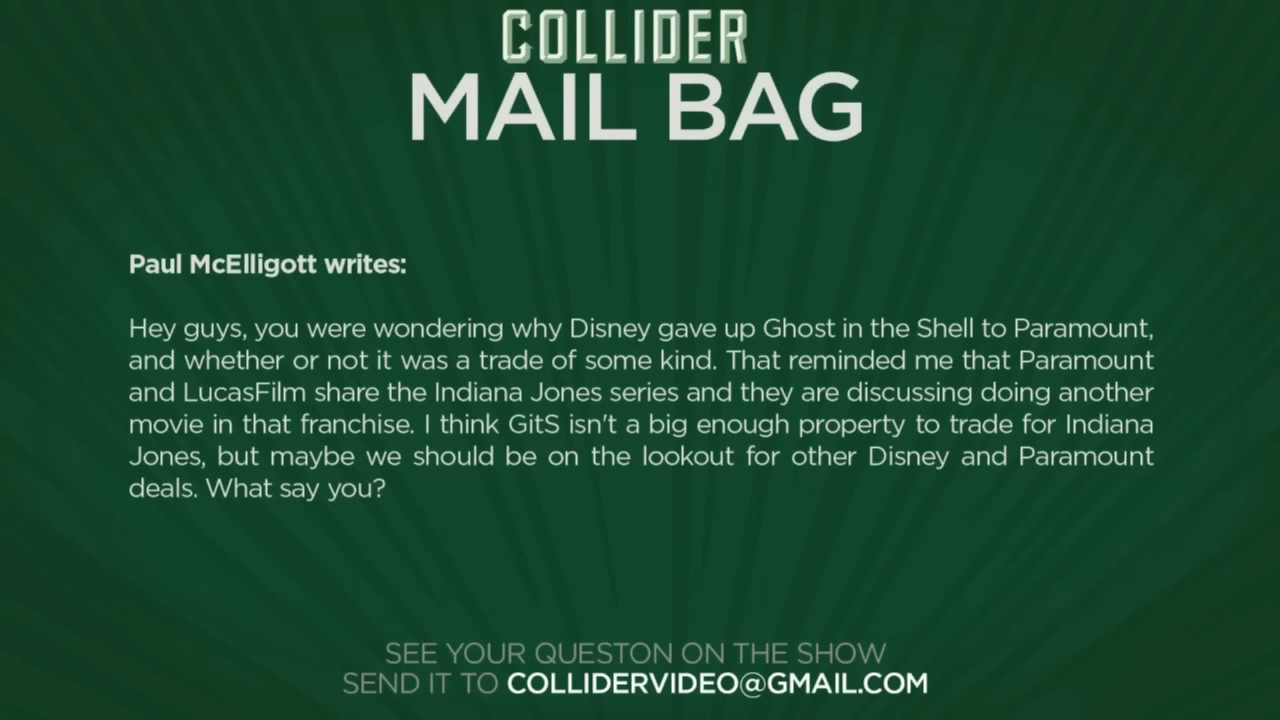 COLLIDER
MAIL BAG
Paul McElligott writes:
Hey guys, you were wondering why Disney gave up Ghost in the Shell to Paramount,
and whether or not it was a trade of some kind. That reminded me that Paramount
and LucasFilm share the Indiana Jones series and they are discussing doing another
movie in that franchise. I think GitS isn't a big enough property to trade for Indiana
Jones, but maybe we should be on the lookout for other Disney and Paramount
deals. What say you?
SEE YOUR QUESTON ON THE SHOW
SEND IT TO COLLIDERVIDEO@GMAIL.COM